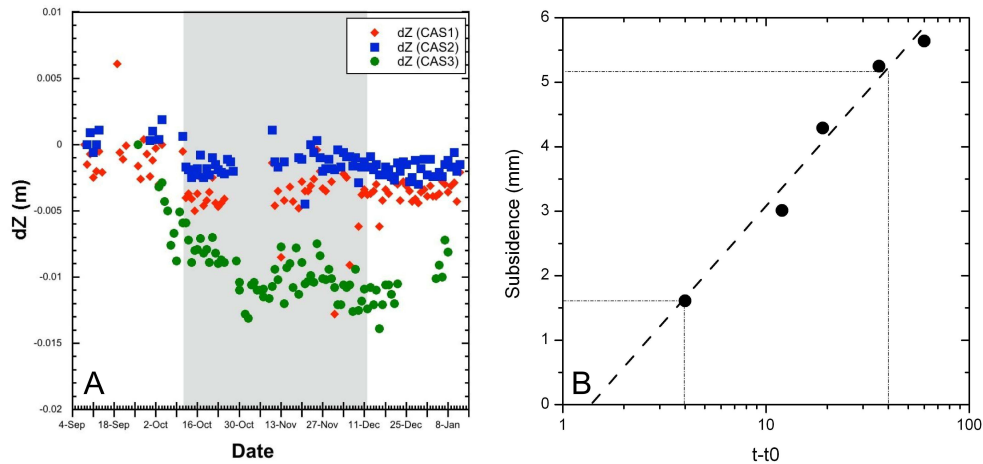 0.01
0.005
0
-0.005
-0.01
-0.015
-0.02
dZ (m)
dZ (CAS1)
dZ (CAS2)
dZ (CAS3)
A
4-Sep 18-Sep 2-Oct 16-Oct 30-Oct 13-Nov 27-Nov 11-Dec 25-Dec 8-Jan
Date
6
5
4
3
2
1
0
Subsidence (mm)
B
1 10 100
t-t0